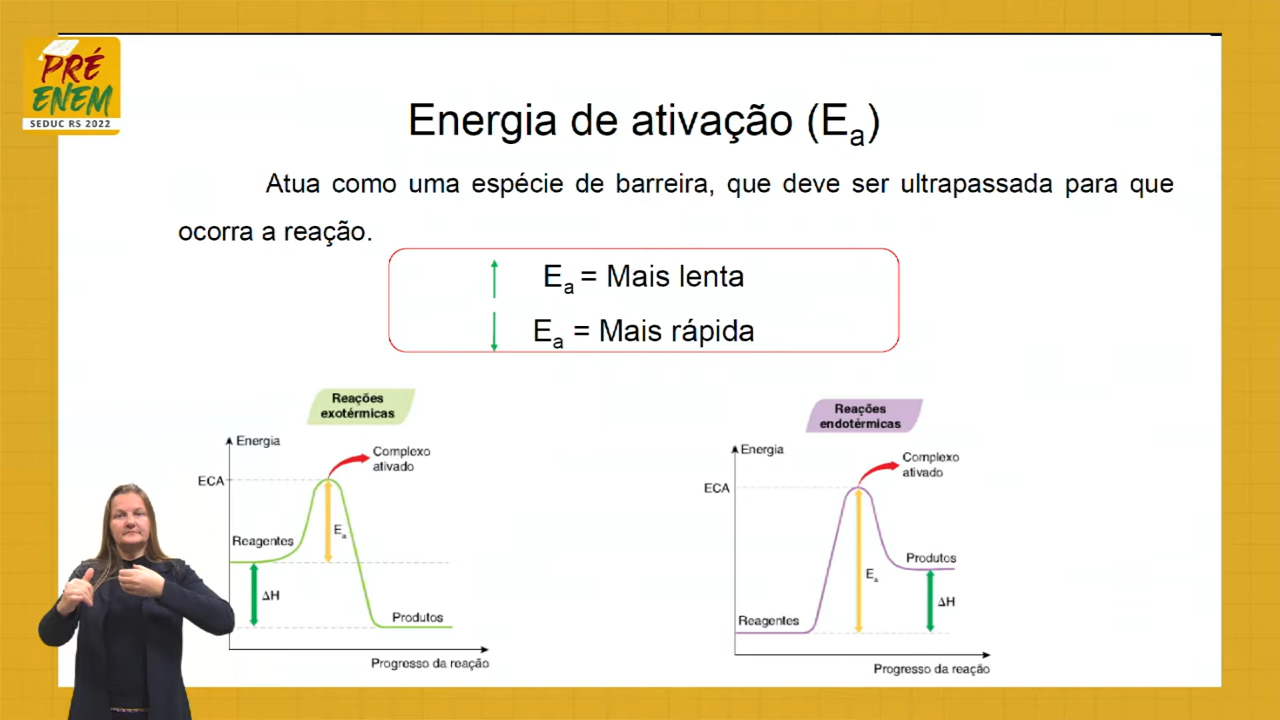 PRÉ
ENEM
SEDUC RS 2022
Energia de ativação (Ea)
Atua como uma espécie de barreira, que deve ser ultrapassada para que
ocorra a reação.
Ea = Mais lenta
Ea = Mais rápida
Reações
exotérmicas
Energia
Complexo
ativado
ECA
Reagentes
Ea
ΔH
Produtos
Progresso da reação
Reações
endotérmicas
Energia
Complexo
ativado
ECA
Produtos
Ea
ΔH
Reagentes
Progresso da reação